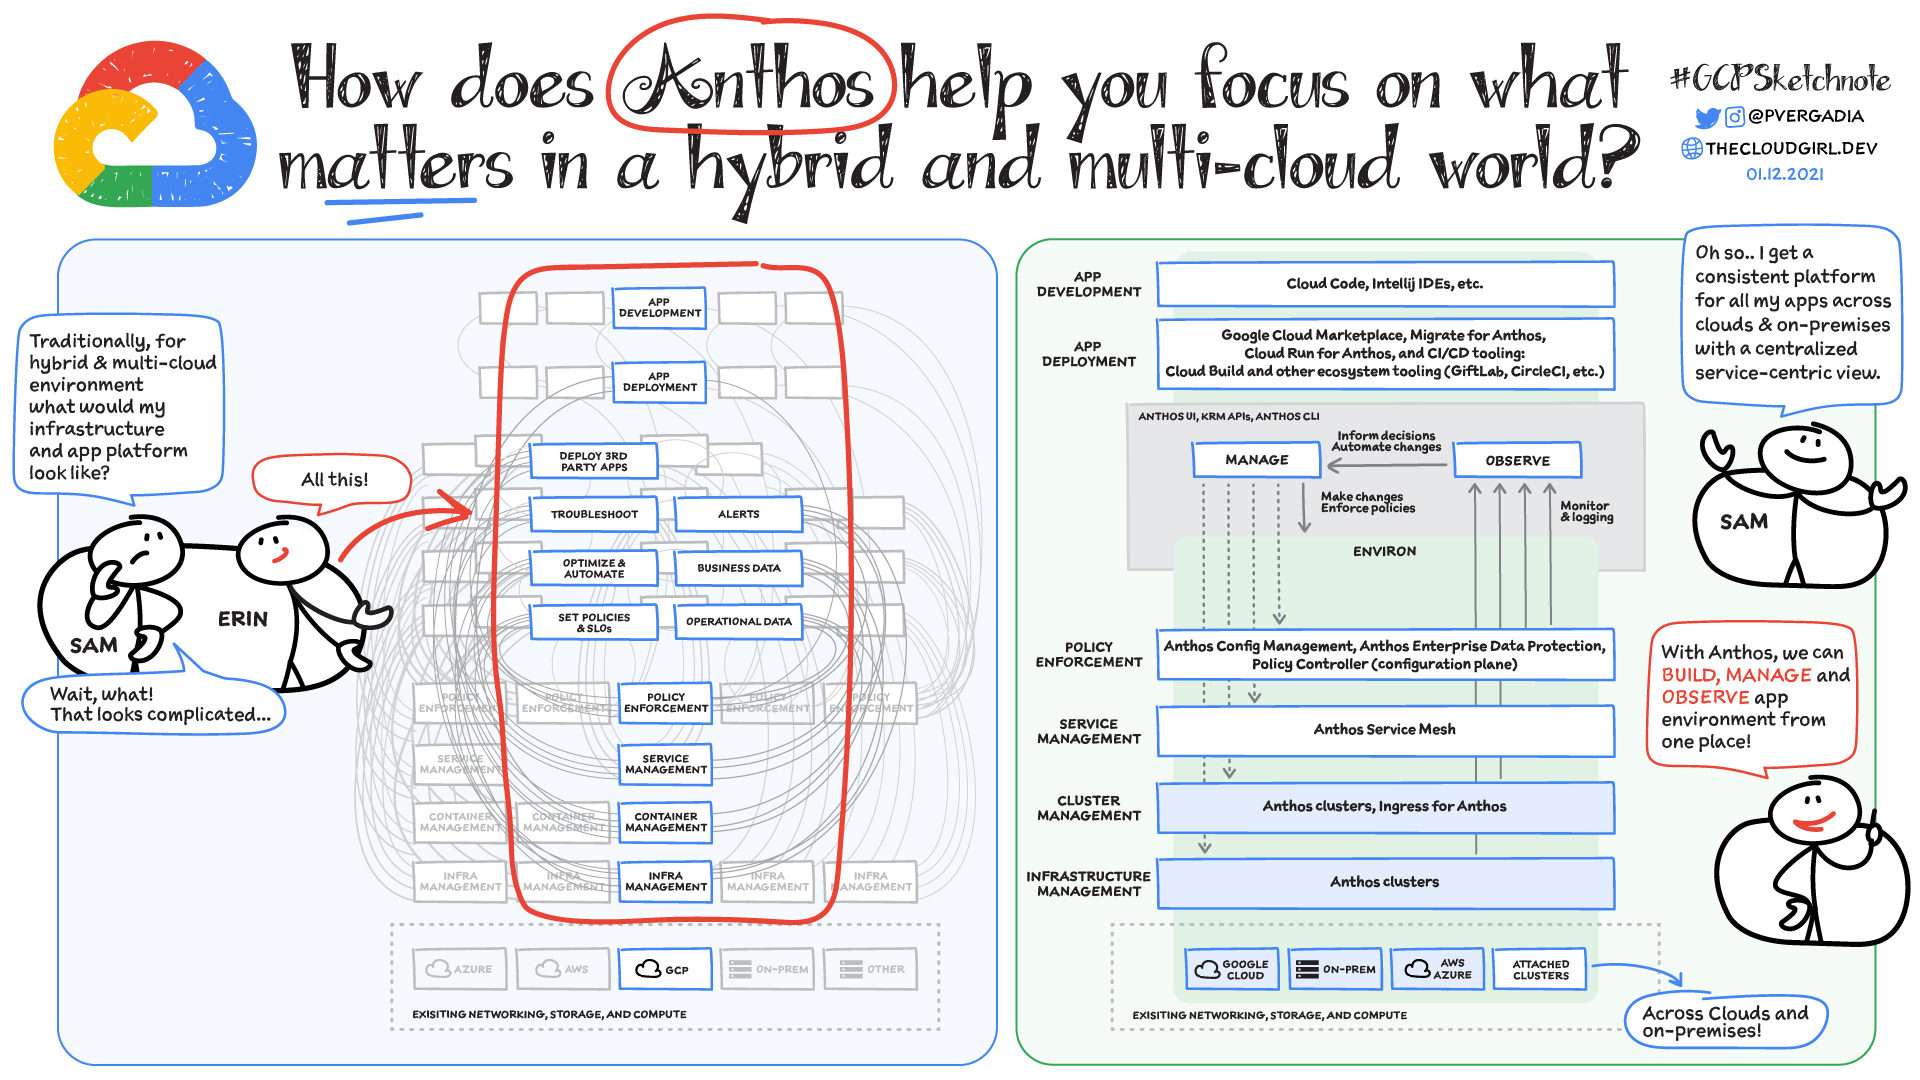 How does Anthos help you focus on what
matters in a hybrid and multi-cloud world?
#GCPSketchnote
@PVERGADIA
THECLOUDGIRL.DEV
01.12.2021
Traditionally, for
hybrid & multi-cloud
environment
what would my
infrastructure
and app platform
look like?
All this!
SAM
ERIN
Wait, what!
That looks complicated...
APP
DEVELOPMENT
APP
DEPLOYMENT
DEPLOY 3RD
PARTY APPS
TROUBLESHOOT
ALERTS
OPTIMIZE &
AUTOMATE
BUSINESS DATA
SET POLICIES
& SLOs
OPERATIONAL DATA
POLICY
ENFORCEMENT
POLICY
ENFORCEMENT
POLICY
ENFORCEMENT
POLICY
ENFORCEMENT
POLICY
ENFORCEMENT
SERVICE
MANAGEMENT
SERVICE
MANAGEMENT
CONTAINER
MANAGEMENT
CONTAINER
MANAGEMENT
CONTAINER
MANAGEMENT
INFRA
MANAGEMENT
INFRA
MANAGEMENT
INFRA
MANAGEMENT
INFRA
MANAGEMENT
INFRA
MANAGEMENT
AZURE
AWS
GCP
ON-PREM
OTHER
EXISITING NETWORKING, STORAGE, AND COMPUTE
APP
DEVELOPMENT
Cloud Code, Intellij IDEs, etc.
APP
DEPLOYMENT
Google Cloud Marketplace, Migrate for Anthos,
Cloud Run for Anthos, and CI/CD tooling:
Cloud Build and other ecosystem tooling (GiftLab, CircleCI, etc.)
ANTHOS UI, KRM APIs, ANTHOS CLI
MANAGE
Inform decisions
Automate changes
OBSERVE
Make changes
Enforce policies
Monitor
& logging
ENVIRON
POLICY
ENFORCEMENT
Anthos Config Management, Anthos Enterprise Data Protection,
Policy Controller (configuration plane)
SERVICE
MANAGEMENT
Anthos Service Mesh
CLUSTER
MANAGEMENT
Anthos clusters, Ingress for Anthos
INFRASTRUCTURE
MANAGEMENT
Anthos clusters
GOOGLE
CLOUD
ON-PREM
AWS
AZURE
ATTACHED
CLUSTERS
EXISITING NETWORKING, STORAGE, AND COMPUTE
Across Clouds and
on-premises!
Oh so.. I get a
consistent platform
for all my apps across
clouds & on-premises
with a centralized
service-centric view.
SAM
With Anthos, we can
BUILD, MANAGE and
OBSERVE app
environment from
one place!